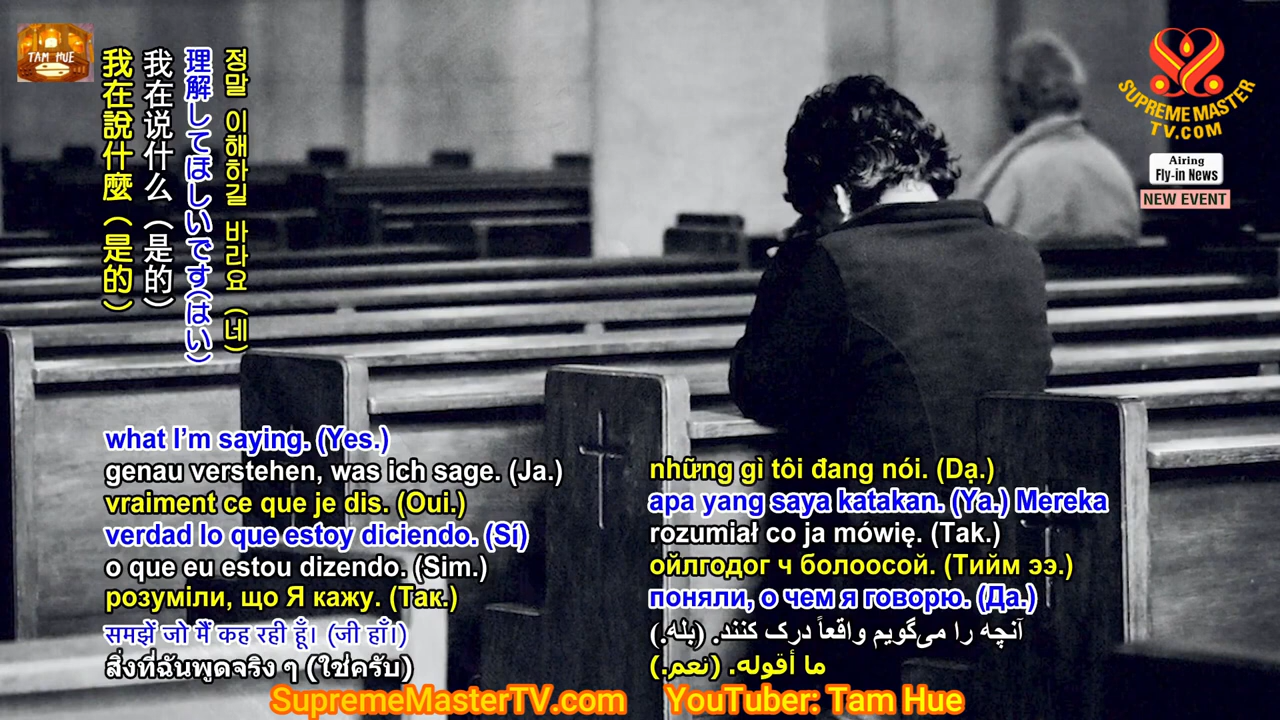 TAM HUE
我在說什麼（是的）
我在说什么（是的）
理解してほしいです(はい)
정말 이해하길 바라요 (네)
SUPREME MASTER
TV.COM
Airing
Fly-in News
NEW EVENT
what I'm saying. (Yes.)
genau verstehen, was ich sage. (Ja.)
vraiment ce que je dis. (Oui.)
verdad lo que estoy diciendo. (Sí)
o que eu estou dizendo. (Sim.)
розуміли, що Я кажу. (Так.)
समझें जो मैं कह रही हूँ। (जी हाँ।)
สิ่งที่ฉันพูดจริง ๆ (ใช่ครับ)
những gì tôi đang nói. (Dạ.)
apa yang saya katakan. (Ya.) Mereka
rozumiał co ja mówię. (Tak.)
ойлгодог ч болоосой. (Тийм ээ.)
поняли, о чем я говорю. (Да.)
آنچه را می‌گویم واقعاً درک کنند. (بله.)
ما أقوله. (نعم.)
SupremeMasterTV.com
YouTuber: Tam Hue